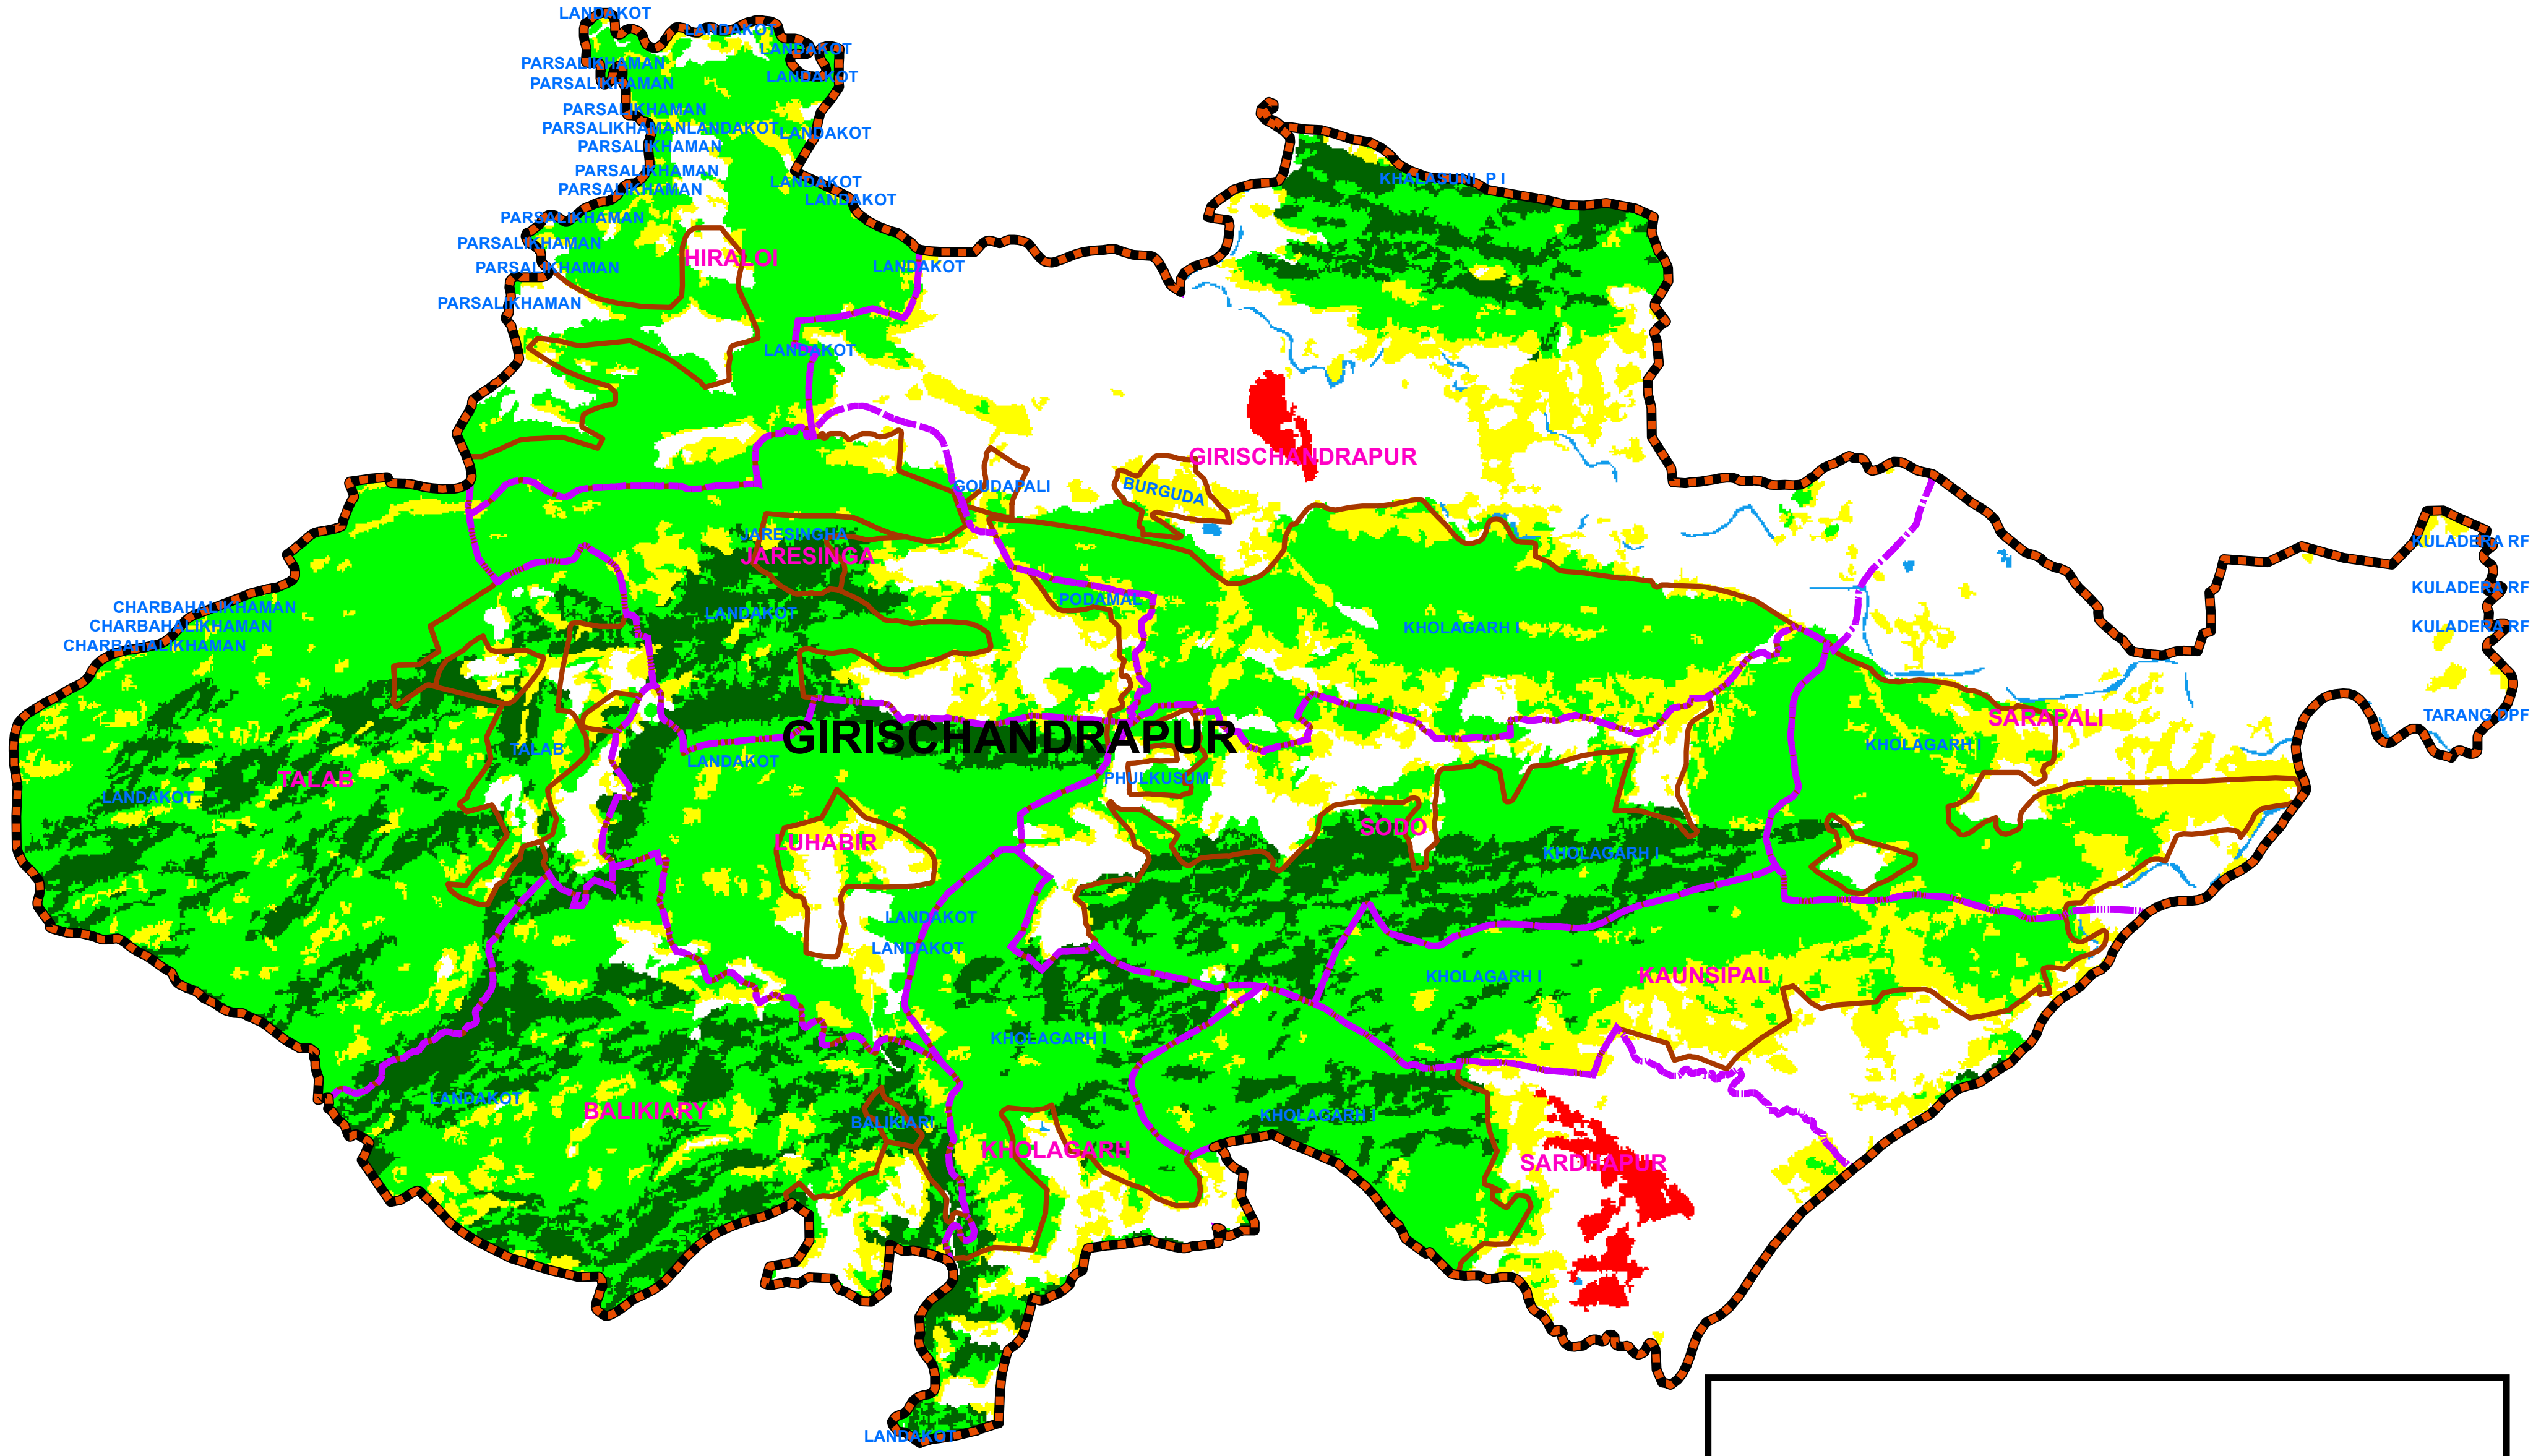 LANDAKOT
LANDAKOT
LANDAKOT
PARSALIKHAMAN
LANDAKOT
PARSALIKHAMAN
PARSALIKHAMAN
PARSALIKHAMANLANDAKOT
LANDAKOT
PARSALIKHAMAN
PARSALIKHAMAN
KHALASUNI P I
LANDAKOT
PARSALIKHAMAN
LANDAKOT
PARSALIKHAMAN
PARSALIKHAMAN
HIRALOI
PARSALIKHAMAN
LANDAKOT
PARSALIKHAMAN
LANDAKOT
GIRISCHANDRAPUR
GOUDAPALI
BURGUDA
JARESINGHA
KULADERA RF
JARESINGA
KULADERA RF
PODAMAL
CHARBAHALIKHAMAN
LANDAKOT
CHARBAHALIKHAMAN
KHOLAGARH I
KULADERA RF
CHARBAHALIKHAMAN
TARANG DPF
SARAPALI
GIRISCHANDRAPUR
KHOLAGARH I
TALAB
LANDAKOT
TALAB
PHULKUSUM
LANDAKOT
SODO
LUHABIR
KHOLAGARH I
LANDAKOT
LANDAKOT
KAUNSIPAL
KHOLAGARH I
KHOLAGARH I
LANDAKOT
BALIKIARY
KHOLAGARH I
BALIKIARI
KHOLAGARH
SARDHAPUR
LANDAKOT